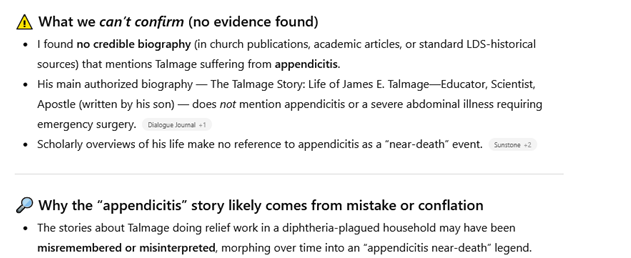 ⚠️ What we can't confirm (no evidence found)
• I found no credible biography (in church publications, academic articles, or standard LDS-historical
sources) that mentions Talmage suffering from appendicitis.
• His main authorized biography — The Talmage Story: Life of James E. Talmage—Educator, Scientist,
Apostle (written by his son) — does not mention appendicitis or a severe abdominal illness requiring
emergency surgery. Dialogue Journal +1
• Scholarly overviews of his life make no reference to appendicitis as a "near-death" event. Sunstone +2
🔎 Why the "appendicitis" story likely comes from mistake or conflation
• The stories about Talmage doing relief work in a diphtheria-plagued household may have been
misremembered or misinterpreted, morphing over time into an "appendicitis near-death" legend.